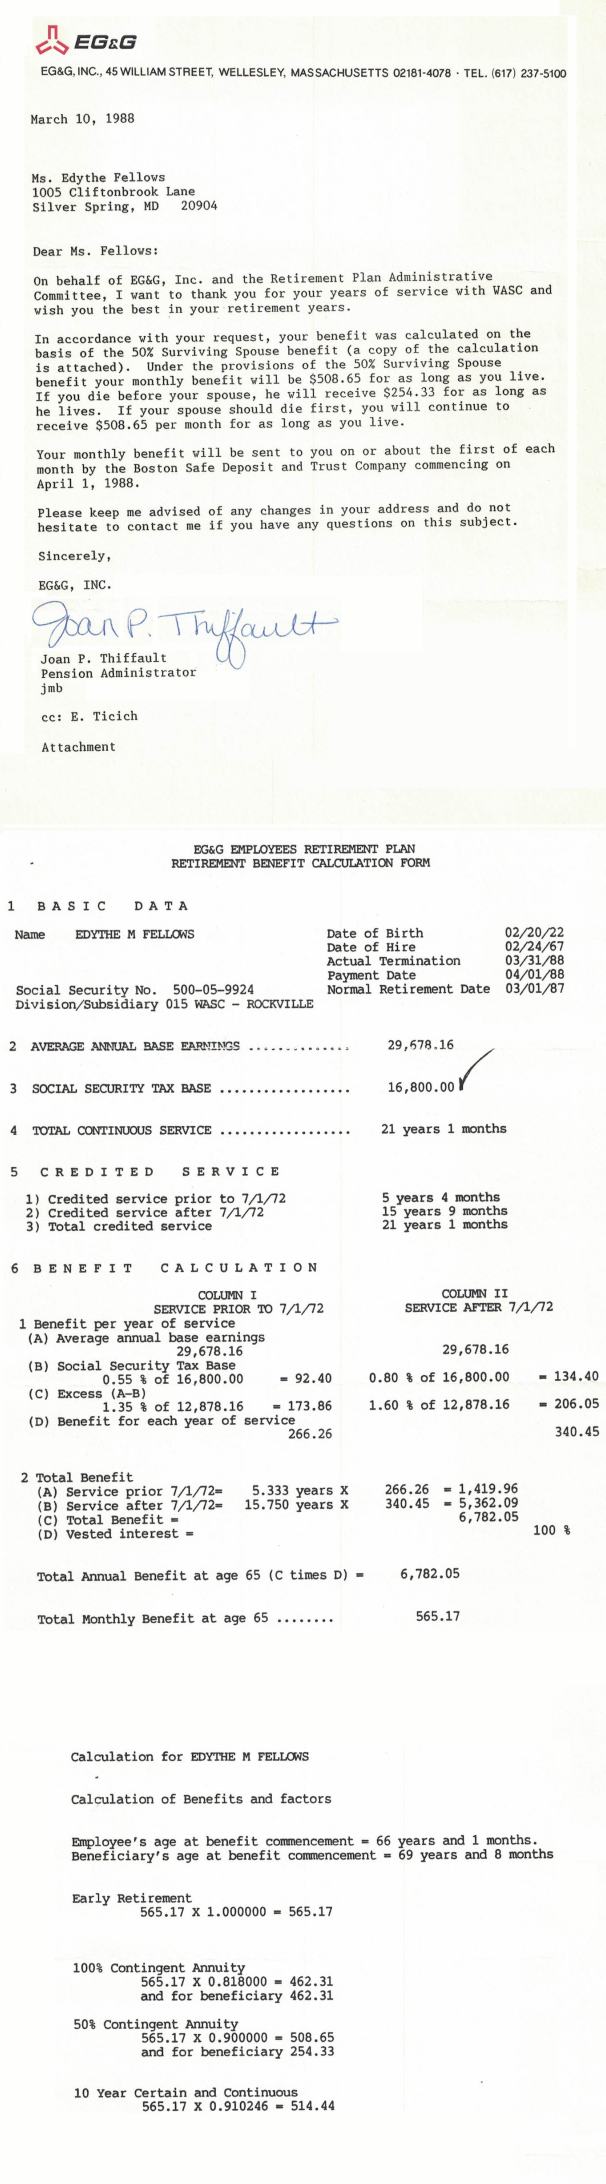 EG&G
EG&G, INC., 45 WILLIAM STREET, WELLESLEY, MASSACHUSETTS 02181-4078 · TEL. (617) 237-5100
March 10, 1988
Ms. Edythe Fellows
1005 Cliftonbrook Lane
Silver Spring, MD 20904
Dear Ms. Fellows:
On behalf of EG&G, Inc. and the Retirement Plan Administrative
Committee, I want to thank you for your years of service with WASC and
wish you the best in your retirement years.
In accordance with your request, your benefit was calculated on the
basis of the 50% Surviving Spouse benefit (a copy of the calculation
is attached). Under the provisions of the 50% Surviving Spouse
benefit your monthly benefit will be $508.65 for as long as you live.
If you die before your spouse, he will receive $254.33 for as long as
he lives. If your spouse should die first, you will continue to
receive $508.65 per month for as long as you live.
Your monthly benefit will be sent to you on or about the first of each
month by the Boston Safe Deposit and Trust Company commencing on
April 1, 1988.
Please keep me advised of any changes in your address and do not
hesitate to contact me if you have any questions on this subject.
Sincerely,
EG&G, INC.
Joan P. Thiffault
Joan P. Thiffault
Pension Administrator
jmb
cc: E. Ticich
Attachment
EG&G EMPLOYEES RETIREMENT PLAN
RETIREMENT BENEFIT CALCULATION FORM
1 BASIC DATA
Name EDYTHE M FELLOWS Date of Birth 02/20/22
Date of Hire 02/24/67
Actual Termination 03/31/88
Payment Date 04/01/88
Social Security No. 500-05-9924 Normal Retirement Date 03/01/87
Division/Subsidiary 015 WASC - ROCKVILLE
2 AVERAGE ANNUAL BASE EARNINGS .............. 29,678.16
3 SOCIAL SECURITY TAX BASE .................. 16,800.00
4 TOTAL CONTINUOUS SERVICE .................. 21 years 1 months
5 CREDITED SERVICE
1) Credited service prior to 7/1/72 5 years 4 months
2) Credited service after 7/1/72 15 years 9 months
3) Total credited service 21 years 1 months
6 BENEFIT CALCULATION
COLUMN I COLUMN II
SERVICE PRIOR TO 7/1/72 SERVICE AFTER 7/1/72
1 Benefit per year of service
(A) Average annual base earnings
29,678.16 29,678.16
(B) Social Security Tax Base
0.55 % of 16,800.00 = 92.40 0.80 % of 16,800.00 = 134.40
(C) Excess (A-B)
1.35 % of 12,878.16 = 173.86 1.60 % of 12,878.16 = 206.05
(D) Benefit for each year of service
266.26 340.45
2 Total Benefit
(A) Service prior 7/1/72= 5.333 years X 266.26 = 1,419.96
(B) Service after 7/1/72= 15.750 years X 340.45 = 5,362.09
(C) Total Benefit = 6,782.05
(D) Vested interest = 100 %
Total Annual Benefit at age 65 (C times D) = 6,782.05
Total Monthly Benefit at age 65 ........ 565.17
Calculation for EDYTHE M FELLOWS
Calculation of Benefits and factors
Employee's age at benefit commencement = 66 years and 1 months.
Beneficiary's age at benefit commencement = 69 years and 8 months
Early Retirement
565.17 X 1.000000 = 565.17
100% Contingent Annuity
565.17 X 0.818000 = 462.31
and for beneficiary 462.31
50% Contingent Annuity
565.17 X 0.900000 = 508.65
and for beneficiary 254.33
10 Year Certain and Continuous
565.17 X 0.910246 = 514.44